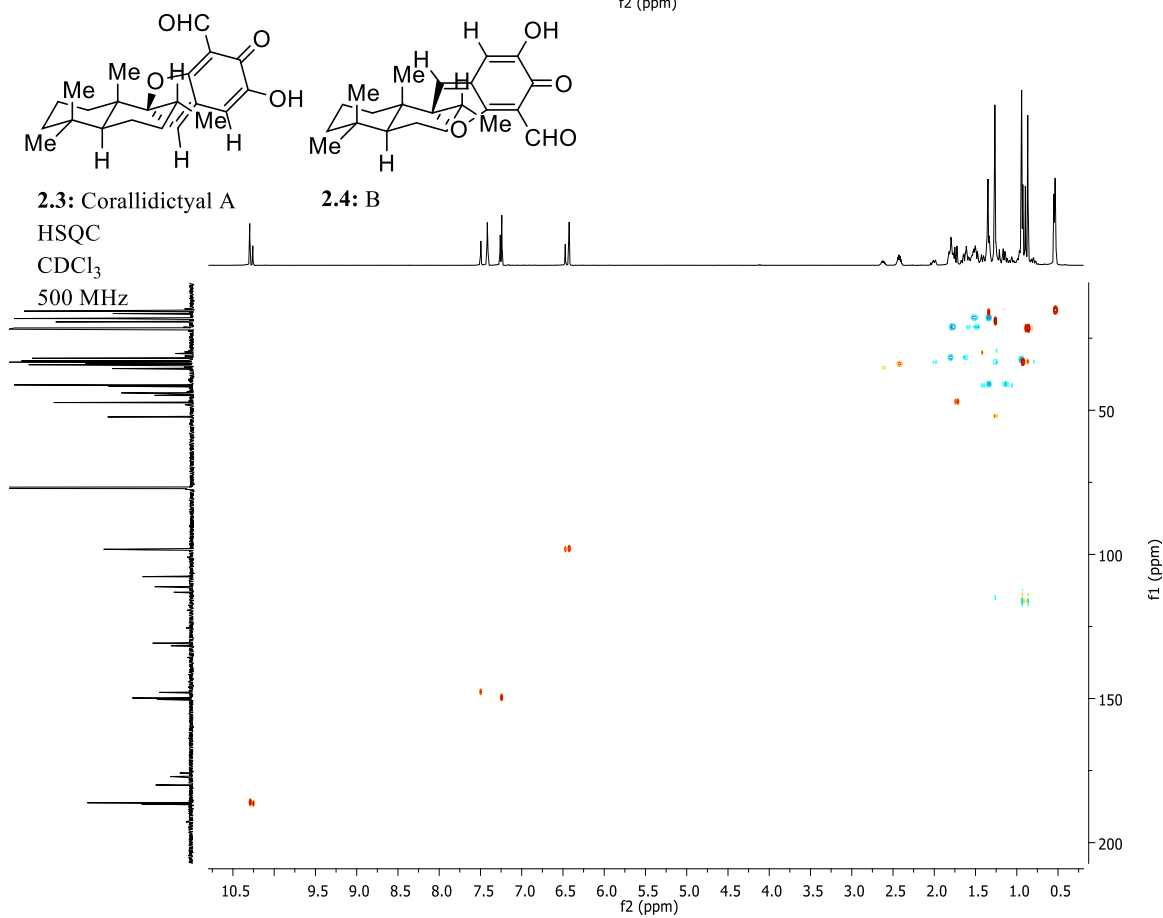 f2 (ppm)
OHC
O
H
OH
Me
O
H
OH
Me
H
H
Me
O
Me
Me
Me
O
Me
CHO
Me
H
Me
H
H
H
2.3: Corallidictyal A
2.4: B
HSQC
CDCl3
500 MHz
50
100
150
200
f1 (ppm)
10.5 9.5 9.0 8.5 8.0 7.5 7.0 6.5 6.0 5.5 5.0 4.5 4.0 3.5 3.0 2.5 2.0 1.5 1.0 0.5
f2 (ppm)